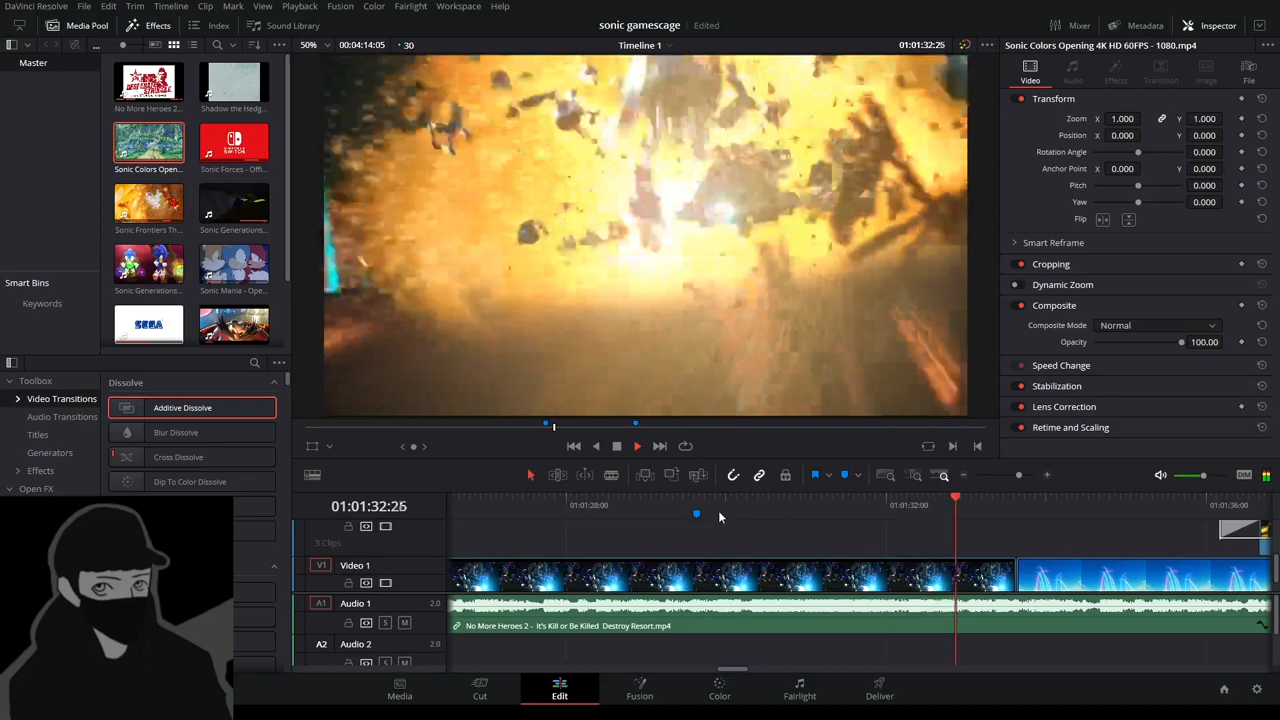 DaVinci Resolve File Edit Trim Timeline Clip Mark View Playback Fusion Color Fairlight Workspace Help
Media Pool Effects Index Sound Library sonic gamescage Edited Mixer Metadata Inspector
... 50% 00:04:14:05 30 Timeline 1 01:01:32:25 Sonic Colors Opening 4K HD 60FPS - 1080.mp4
Master
No More Heroes 2... Shadow the Hedg...
Sonic Colors Open... Sonic Forces - Offi...
Sonic Frontiers Th... Sonic Generations...
Sonic Generations... Sonic Mania - Ope...
NINTENDO SWITCH
SEGA
Smart Bins
Keywords
Video Audio Effects Transition Image File
Transform
Zoom X 1.000 Y 1.000
Position X 0.000 Y 0.000
Rotation Angle 0.000
Anchor Point X 0.000 Y 0.000
Pitch 0.000
Yaw 0.000
Flip
Smart Reframe
Cropping
Dynamic Zoom
Composite
Composite Mode Normal
Opacity 100.00
Speed Change
Stabilization
Lens Correction
Retime and Scaling
Toolbox
Video Transitions
Audio Transitions
Titles
Generators
Effects
Open FX
Dissolve
Additive Dissolve
Blur Dissolve
Cross Dissolve
Dip To Color Dissolve
DIM
01:01:32:25 01:01:28:00 01:01:32:00 01:01:36:00
3 Clips
V1 Video 1
A1 Audio 1 2.0
S M
No More Heroes 2 - It's Kill or Be Killed Destroy Resort.mp4
A2 Audio 2 2.0
S M
Media Cut Edit Fusion Color Fairlight Deliver